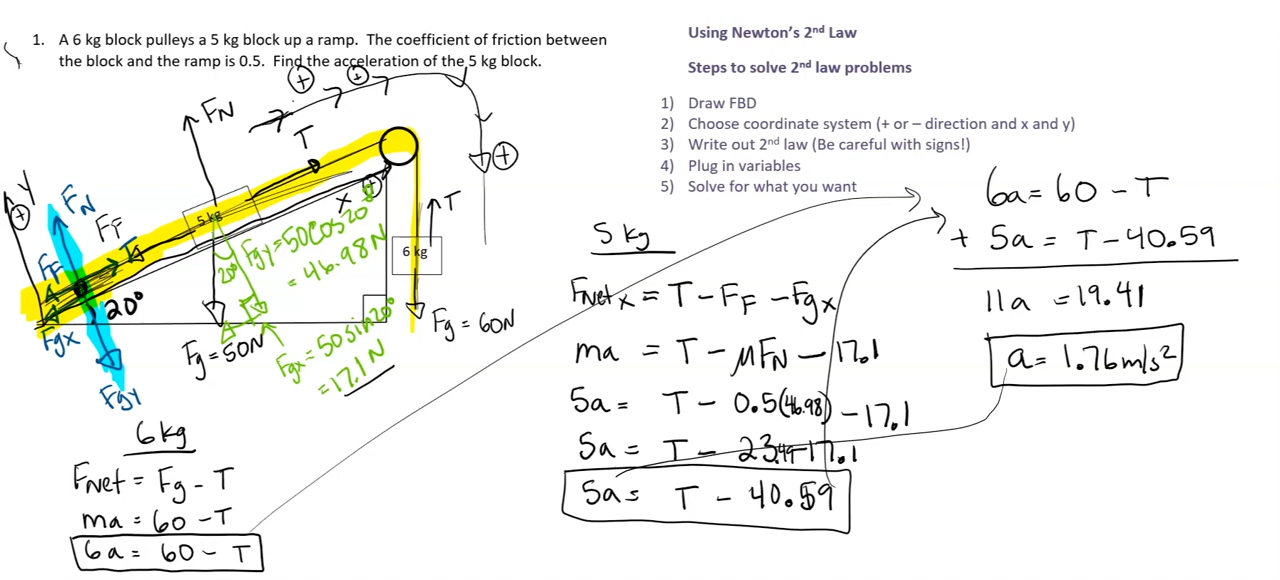 1. A 6 kg block pulleys a 5 kg block up a ramp. The coefficient of friction between
the block and the ramp is 0.5. Find the acceleration of the 5 kg block.
Using Newton's 2nd Law
Steps to solve 2nd law problems
1) Draw FBD
2) Choose coordinate system (+ or – direction and x and y)
3) Write out 2nd law (Be careful with signs!)
4) Plug in variables
5) Solve for what you want
+
+
+
FN
T
y
+
FN
FF
T
FF
5 kg
x
+
T
6 kg
20°
20°
Fgy = 50cos20°
= 46.98N
Fgx
Fgy
Fg = 50N
Fgx = 50sin20°
= 17.1N
Fg = 60N
6kg
Fnet = Fg - T
ma = 60 - T
6a = 60 - T
5kg
Fnet x = T - FF - Fgx
ma = T - μFN - 17.1
5a = T - 0.5(46.98) - 17.1
5a = T - 23.49-17.1
5a = T - 40.59
6a = 60 - T
+ 5a = T - 40.59
11a = 19.41
a = 1.76m/s²